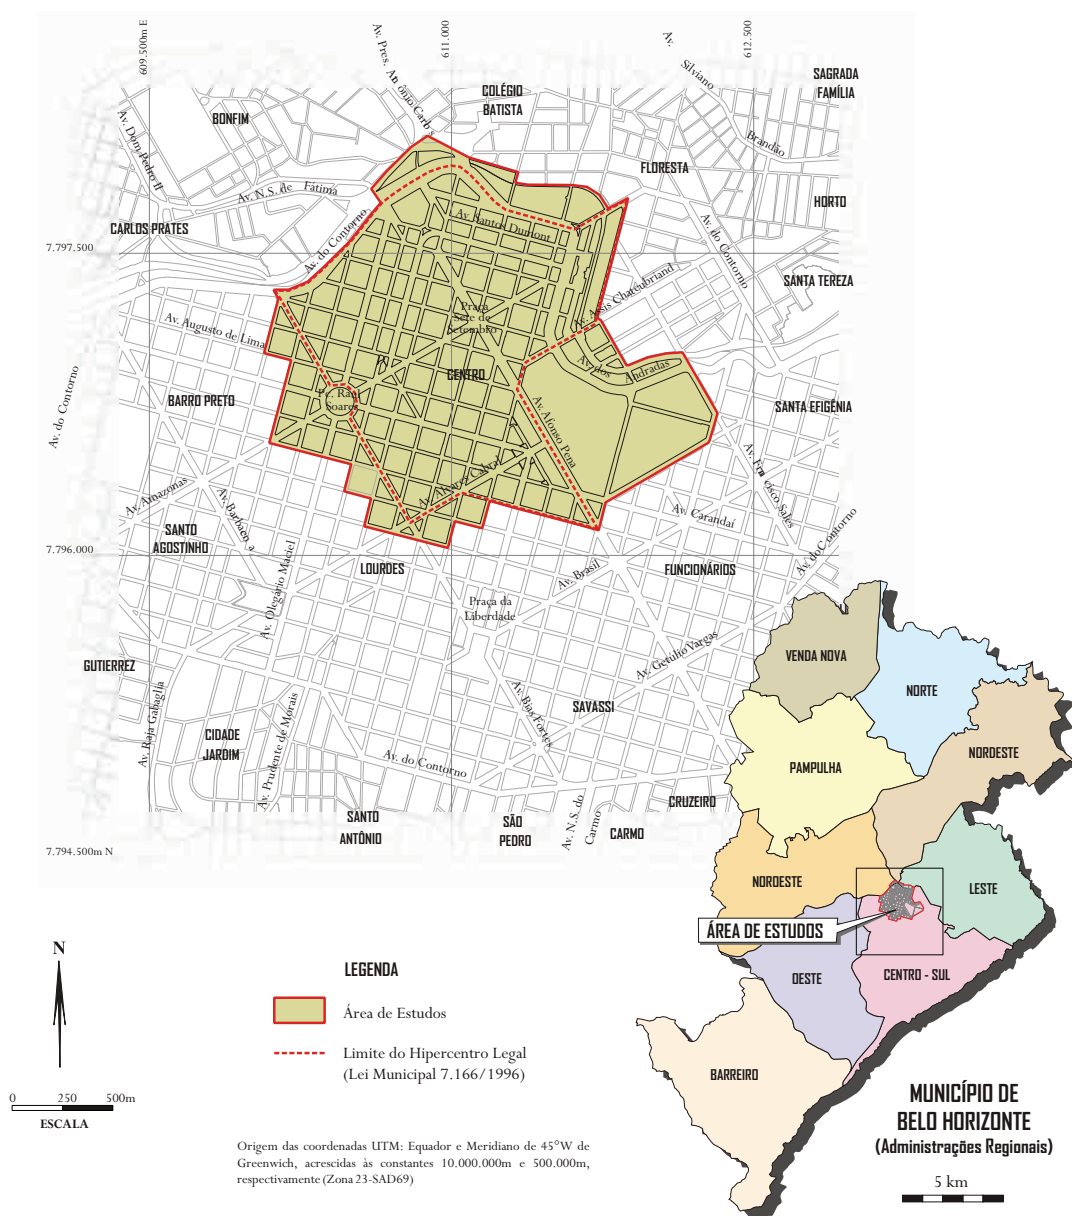 609.500m E
611.000
612.500
Av. Pres. Antônio Carlos
Av.
Silviano
Brandão
SAGRADA
FAMÍLIA
COLÉGIO
BATISTA
BONFIM
Av. Dom Pedro II
FLORESTA
Av. N.S. de Fátima
HORTO
CARLOS PRATES
Av. Santos Dumont
Av. do Contorno
Av. do Contorno
7.797.500
SANTA TEREZA
Av. Assis Chateubriand
Praça
Sete de
Setembro
Av. Augusto de Lima
Av. dos Andradas
CENTRO
Av. do Contorno
BARRO PRETO
Pç. Raul
Soares
SANTA EFIGÊNIA
Av. Afonso Pena
Av. Francisco Sales
Av. Alvares Cabral
Av. Amazonas
Av. Barbacena
Av. Carandaí
Av. do Contorno
SANTO
AGOSTINHO
7.796.000
LOURDES
FUNCIONÁRIOS
Av. Olegário Maciel
Av. Brasil
Praça da
Liberdade
Av. Getúlio Vargas
GUTIERREZ
Av. Raja Gabaglia
Av. Bias Fortes
SAVASSI
CIDADE
JARDIM
Av. Prudente de Morais
Av. do Contorno
CRUZEIRO
SANTO
ANTÔNIO
SÃO
PEDRO
Av. N.S. do
Carmo
CARMO
7.794.500m N
VENDA NOVA
NORTE
NORDESTE
PAMPULHA
NOROESTE
LESTE
ÁREA DE ESTUDOS
OESTE
CENTRO - SUL
BARREIRO
N
0 250 500m
ESCALA
LEGENDA
Área de Estudos
Limite do Hipercentro Legal
(Lei Municipal 7.166/1996)
Origem das coordenadas UTM: Equador e Meridiano de 45°W de
Greenwich, acrescidas às constantes 10.000.000m e 500.000m,
respectivamente (Zona 23-SAD69)
MUNICÍPIO DE
BELO HORIZONTE
(Administrações Regionais)
5 km